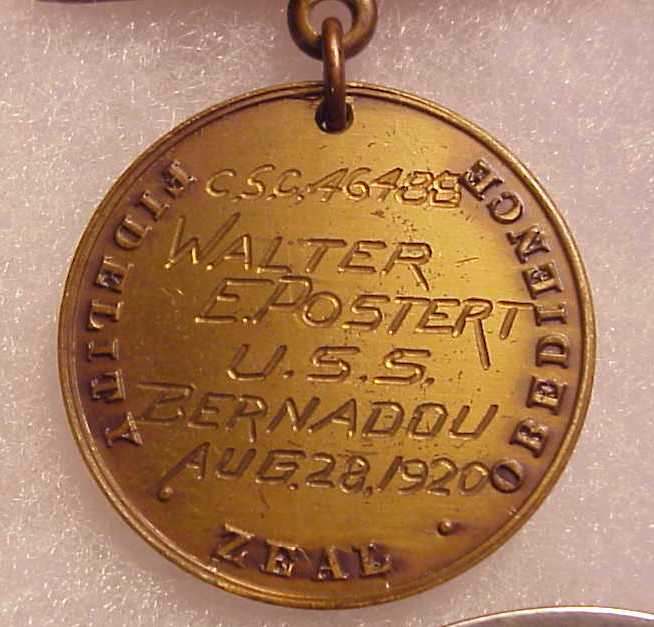 C.S.C. 46488
WALTER
E. POSTERT
U.S.S.
BERNADOU
AUG. 28, 1920
FIDELITY
ZEAL
OBEDIENCE